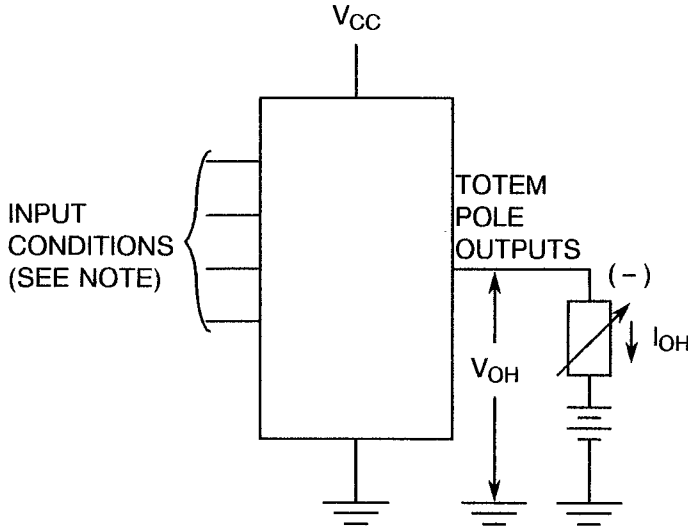 VCC
INPUT
CONDITIONS
(SEE NOTE)
TOTEM
POLE
OUTPUTS
(−)
IOH
VOH